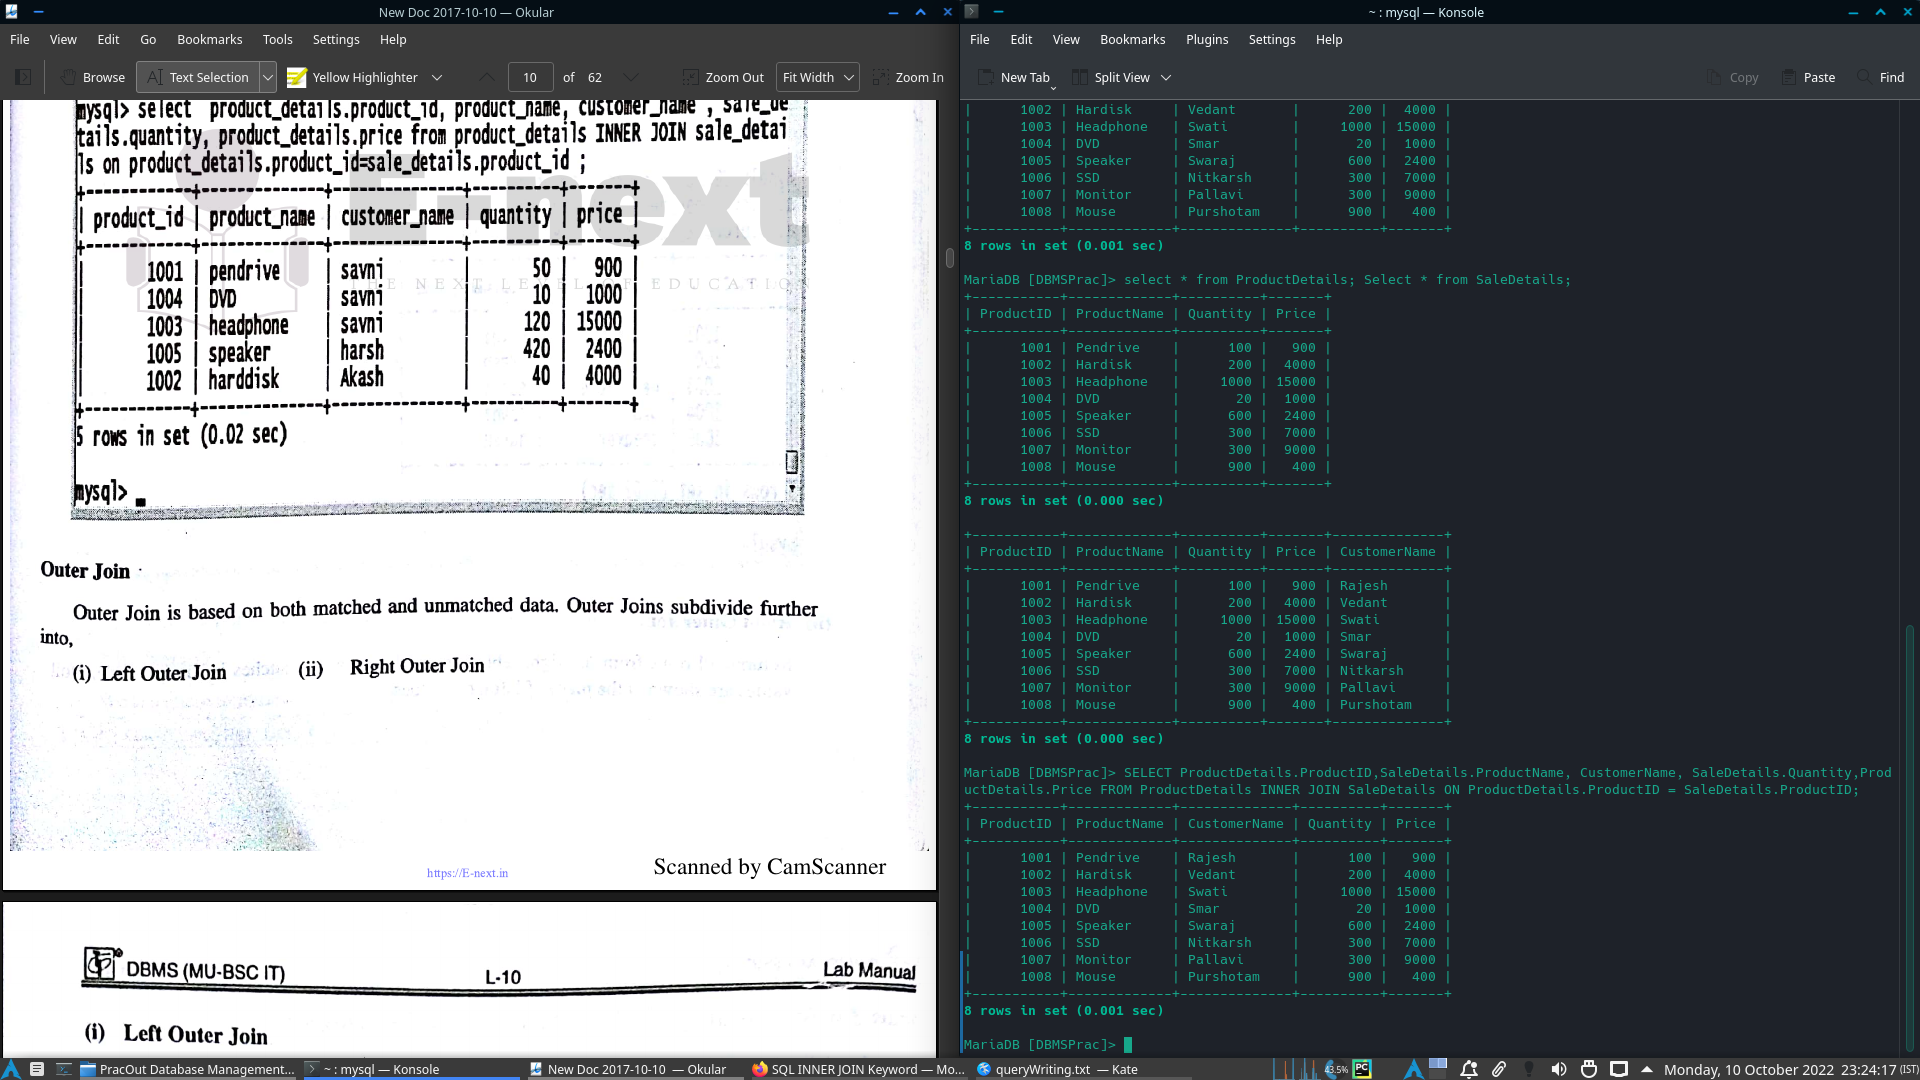 New Doc 2017-10-10 — Okular
File View Edit Go Bookmarks Tools Settings Help
Browse Text Selection Yellow Highlighter 10 of 62 Zoom Out Fit Width Zoom In
mysql> select product_details.product_id, product_name, customer_name , sale_de
tails.quantity, product_details.price from product_details INNER JOIN sale_detai
ls on product_details.product_id=sale_details.product_id ;
+-----------+--------------+---------------+----------+-------+
| product_id | product_name | customer_name | quantity | price |
+-----------+--------------+---------------+----------+-------+
| 1001 | pendrive | savni | 50 | 900 |
| 1004 | DVD | savni | 10 | 1000 |
| 1003 | headphone | savni | 120 | 15000 |
| 1005 | speaker | harsh | 420 | 2400 |
| 1002 | harddisk | Akash | 40 | 4000 |
+-----------+--------------+---------------+----------+-------+
5 rows in set (0.02 sec)
mysql>
E-next
THE NEXT LEVEL OF EDUCATION
Outer Join
Outer Join is based on both matched and unmatched data. Outer Joins subdivide further
into,
(i) Left Outer Join (ii) Right Outer Join
https://E-next.in Scanned by CamScanner
DBMS (MU-BSC IT) L-10 Lab Manual
(i) Left Outer Join
~ : mysql — Konsole
File Edit View Bookmarks Plugins Settings Help
New Tab Split View Copy Paste Find
| 1002 | Hardisk | Vedant | 200 | 4000 |
| 1003 | Headphone | Swati | 1000 | 15000 |
| 1004 | DVD | Smar | 20 | 1000 |
| 1005 | Speaker | Swaraj | 600 | 2400 |
| 1006 | SSD | Nitkarsh | 300 | 7000 |
| 1007 | Monitor | Pallavi | 300 | 9000 |
| 1008 | Mouse | Purshotam | 900 | 400 |
+-----------+-------------+--------------+----------+-------+
8 rows in set (0.001 sec)
MariaDB [DBMSPrac]> select * from ProductDetails; Select * from SaleDetails;
+-----------+-------------+----------+-------+
| ProductID | ProductName | Quantity | Price |
+-----------+-------------+----------+-------+
| 1001 | Pendrive | 100 | 900 |
| 1002 | Hardisk | 200 | 4000 |
| 1003 | Headphone | 1000 | 15000 |
| 1004 | DVD | 20 | 1000 |
| 1005 | Speaker | 600 | 2400 |
| 1006 | SSD | 300 | 7000 |
| 1007 | Monitor | 300 | 9000 |
| 1008 | Mouse | 900 | 400 |
+-----------+-------------+----------+-------+
8 rows in set (0.000 sec)
+-----------+-------------+----------+-------+--------------+
| ProductID | ProductName | Quantity | Price | CustomerName |
+-----------+-------------+----------+-------+--------------+
| 1001 | Pendrive | 100 | 900 | Rajesh |
| 1002 | Hardisk | 200 | 4000 | Vedant |
| 1003 | Headphone | 1000 | 15000 | Swati |
| 1004 | DVD | 20 | 1000 | Smar |
| 1005 | Speaker | 600 | 2400 | Swaraj |
| 1006 | SSD | 300 | 7000 | Nitkarsh |
| 1007 | Monitor | 300 | 9000 | Pallavi |
| 1008 | Mouse | 900 | 400 | Purshotam |
+-----------+-------------+----------+-------+--------------+
8 rows in set (0.000 sec)
MariaDB [DBMSPrac]> SELECT ProductDetails.ProductID,SaleDetails.ProductName, CustomerName, SaleDetails.Quantity,Prod
uctDetails.Price FROM ProductDetails INNER JOIN SaleDetails ON ProductDetails.ProductID = SaleDetails.ProductID;
+-----------+-------------+--------------+----------+-------+
| ProductID | ProductName | CustomerName | Quantity | Price |
+-----------+-------------+--------------+----------+-------+
| 1001 | Pendrive | Rajesh | 100 | 900 |
| 1002 | Hardisk | Vedant | 200 | 4000 |
| 1003 | Headphone | Swati | 1000 | 15000 |
| 1004 | DVD | Smar | 20 | 1000 |
| 1005 | Speaker | Swaraj | 600 | 2400 |
| 1006 | SSD | Nitkarsh | 300 | 7000 |
| 1007 | Monitor | Pallavi | 300 | 9000 |
| 1008 | Mouse | Purshotam | 900 | 400 |
+-----------+-------------+--------------+----------+-------+
8 rows in set (0.001 sec)
MariaDB [DBMSPrac]>
PracOut Database Management... ~ : mysql — Konsole New Doc 2017-10-10 — Okular SQL INNER JOIN Keyword — Mo... queryWriting.txt — Kate 43.5% PC Monday, 10 October 2022 23:24:17 (IST)